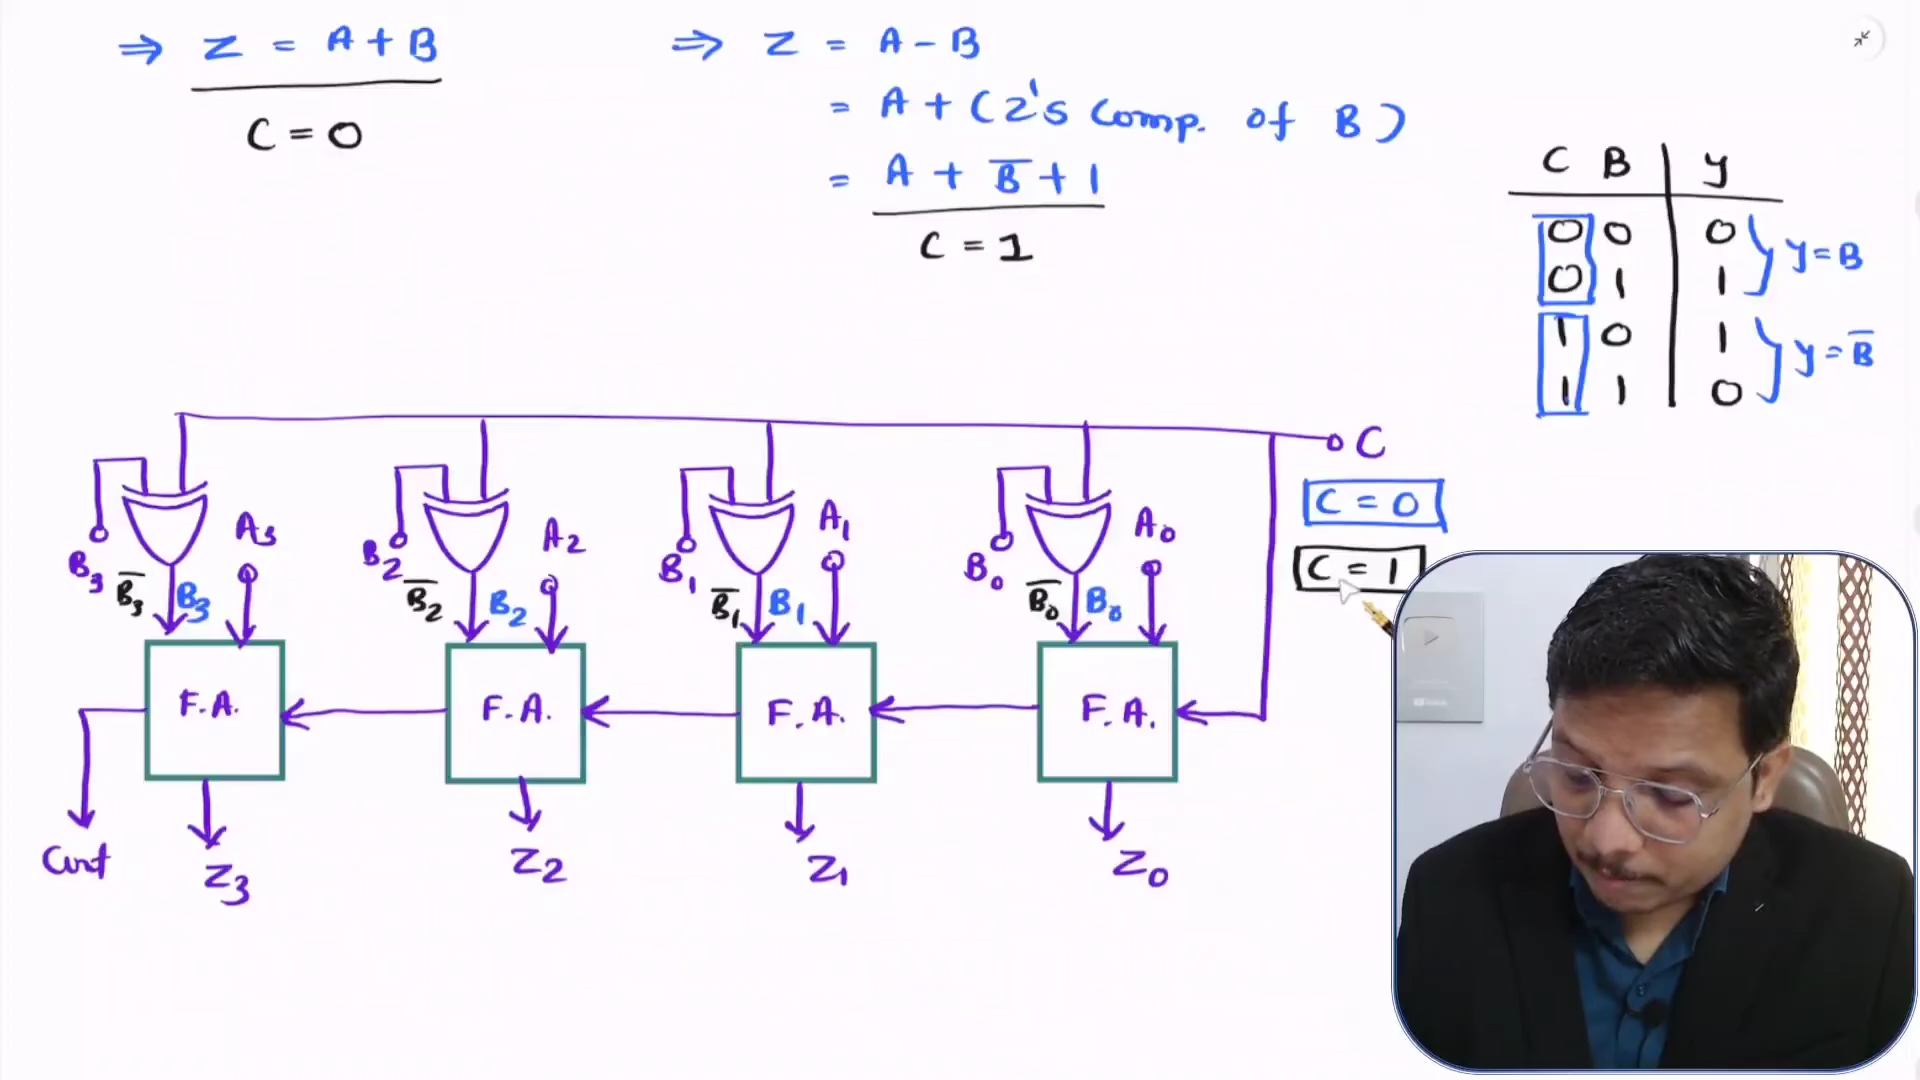 ⇒ Z = A + B
C = 0
⇒ Z = A - B
= A + (2's Comp. of B)
= A + B̅ + 1
C = 1
C B | y
0 0 | 0
0 1 | 1
} y = B
1 0 | 1
1 1 | 0
} y = B̅
C
C = 0
C = 1
B3 A3 B2 A2 B1 A1 B0 A0
B̅3 B3 B̅2 B2 B̅1 B1 B̅0 B0
F.A. F.A. F.A. F.A.
Cout Z3 Z2 Z1 Z0